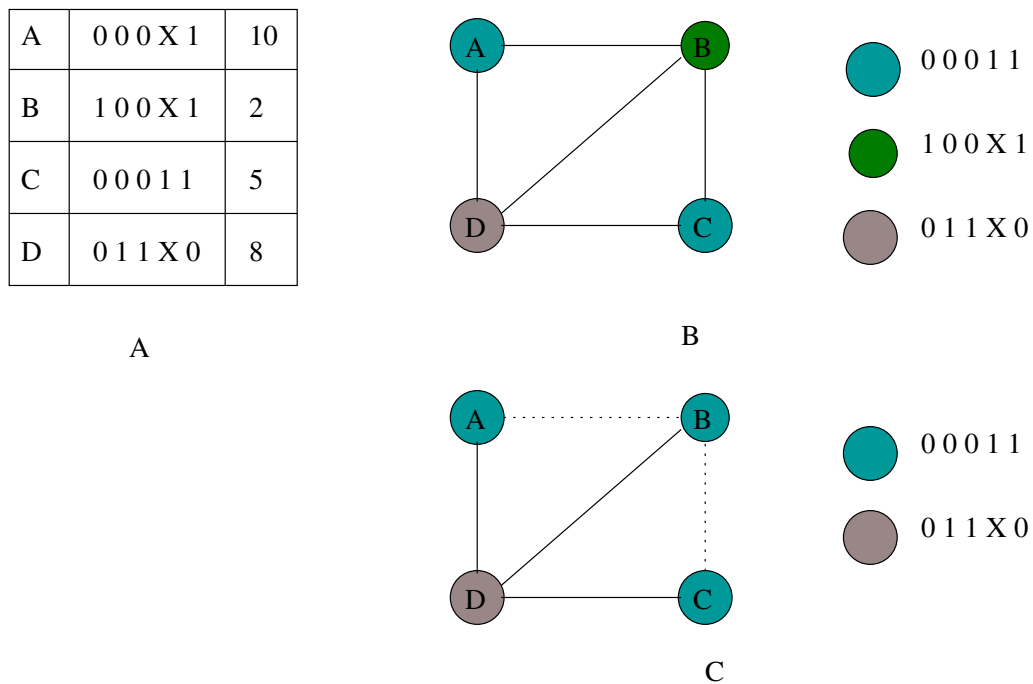 A 0 0 0 X 1 10
B 1 0 0 X 1 2
C 0 0 0 1 1 5
D 0 1 1 X 0 8
A
A B
D C
0 0 0 1 1
1 0 0 X 1
0 1 1 X 0
B
A B
D C
0 0 0 1 1
0 1 1 X 0
C